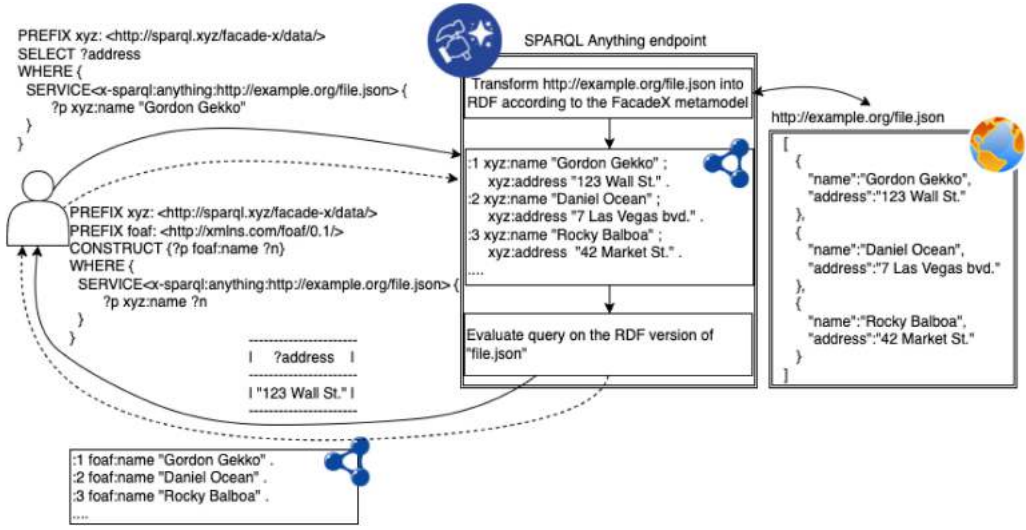 PREFIX xyz: <http://sparql.xyz/facade-x/data/>
SELECT ?address
WHERE {
SERVICE<x-sparql:anything:http://example.org/file.json> {
?p xyz:name "Gordon Gekko"
}
}
PREFIX xyz: <http://sparql.xyz/facade-x/data/>
PREFIX foaf: <http://xmlns.com/foaf/0.1/>
CONSTRUCT {?p foaf:name ?n}
WHERE {
SERVICE<x-sparql:anything:http://example.org/file.json> {
?p xyz:name ?n
}
}
---------------------
| ?address |
---------------------
| "123 Wall St." |
---------------------
:1 foaf:name "Gordon Gekko" .
:2 foaf:name "Daniel Ocean" .
:3 foaf:name "Rocky Balboa" .
....
SPARQL Anything endpoint
Transform http://example.org/file.json into
RDF according to the FacadeX metamodel
:1 xyz:name "Gordon Gekko" ;
xyz:address "123 Wall St." .
:2 xyz:name "Daniel Ocean" ;
xyz:address "7 Las Vegas bvd." .
:3 xyz:name "Rocky Balboa" ;
xyz:address "42 Market St." .
....
Evaluate query on the RDF version of
"file.json"
http://example.org/file.json
[
{
"name":"Gordon Gekko",
"address":"123 Wall St."
},
{
"name":"Daniel Ocean",
"address":"7 Las Vegas bvd."
},
{
"name":"Rocky Balboa",
"address":"42 Market St."
}
]